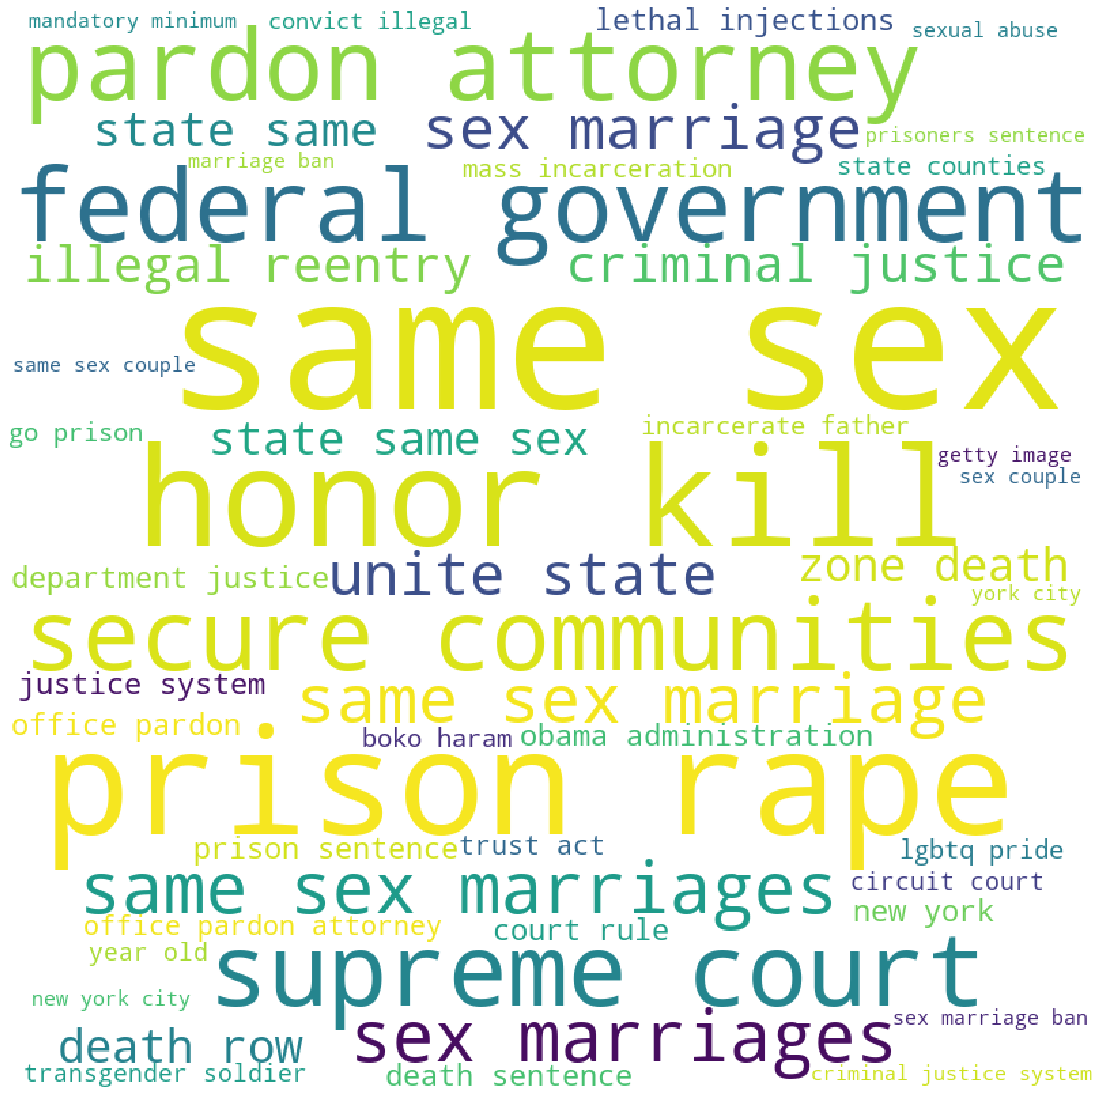 mandatory minimum
convict illegal
lethal injections
sexual abuse
pardon attorney
state same
sex marriage
prisoners sentence
marriage ban
mass incarceration
state counties
federal government
illegal reentry
criminal justice
same sex
same sex couple
go prison
state same sex
incarcerate father
honor kill
getty image
sex couple
department justice
unite state
zone death
york city
secure communities
justice system
same sex marriage
office pardon
boko haram
obama administration
prison rape
prison sentence
trust act
lgbtq pride
same sex marriages
circuit court
office pardon attorney
court rule
new york
year old
supreme court
new york city
sex marriages
sex marriage ban
death row
transgender soldier
death sentence
criminal justice system